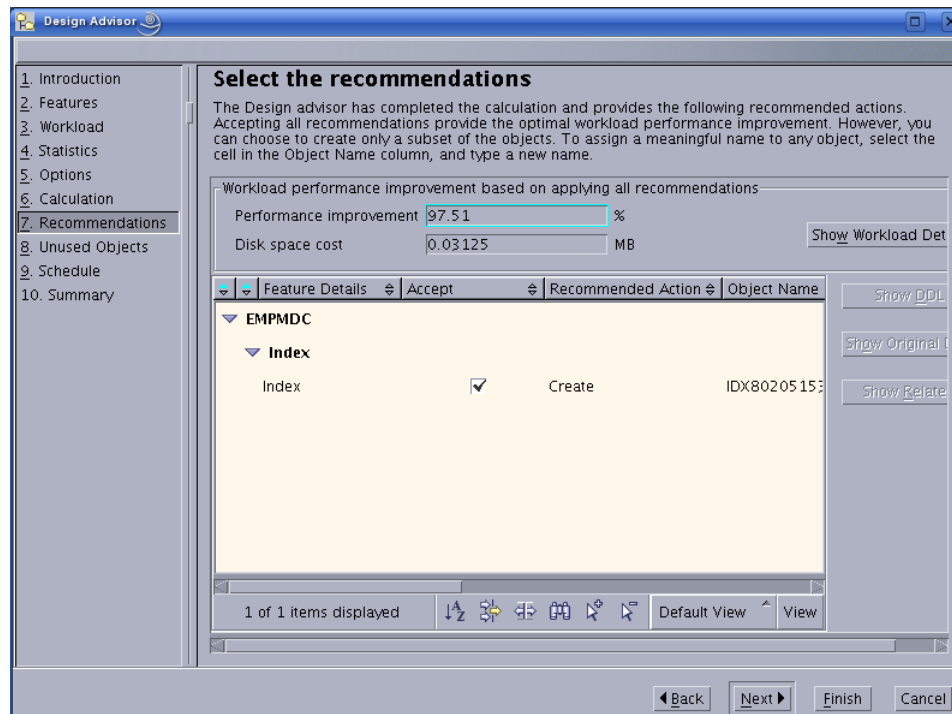 Design Advisor
1. Introduction
2. Features
3. Workload
4. Statistics
5. Options
6. Calculation
7. Recommendations
8. Unused Objects
9. Schedule
10. Summary
Select the recommendations
The Design advisor has completed the calculation and provides the following recommended actions.
Accepting all recommendations provide the optimal workload performance improvement. However, you
can choose to create only a subset of the objects. To assign a meaningful name to any object, select the
cell in the Object Name column, and type a new name.
Workload performance improvement based on applying all recommendations
Performance improvement 97.51 %
Disk space cost 0.03125 MB
Show Workload Det
Feature Details Accept Recommended Action Object Name
EMPMDC
Index
Index Create IDX80205153
Show DDL
Show Original
Show Relate
1 of 1 items displayed Default View View
Back Next Finish Cancel